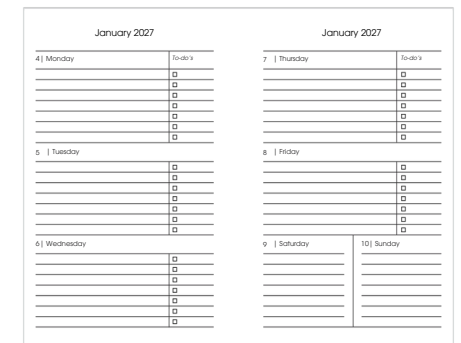 January 2027
4| Monday To-do's
5 | Tuesday
6| Wednesday
January 2027
7 | Thursday To-do's
8 | Friday
9 | Saturday
10| Sunday